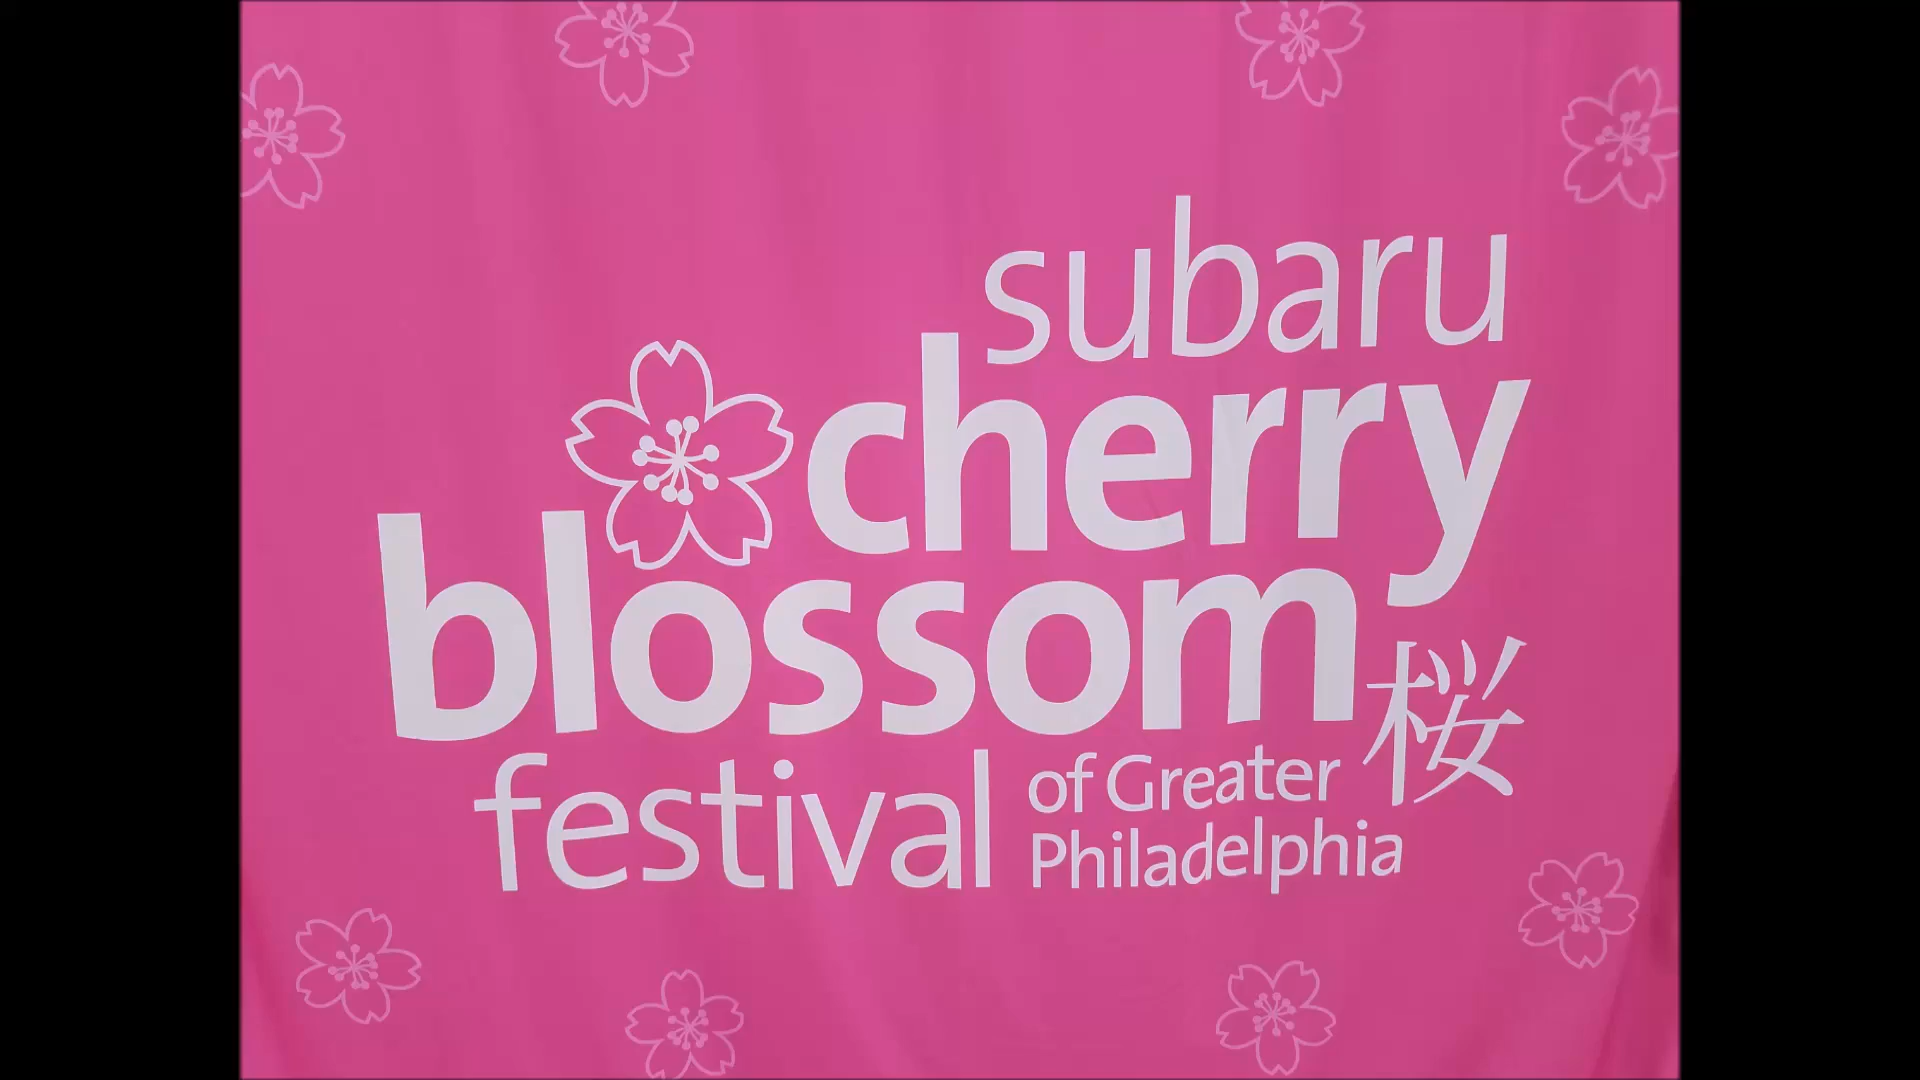 subaru
cherry
blossom 桜
festival of Greater
Philadelphia